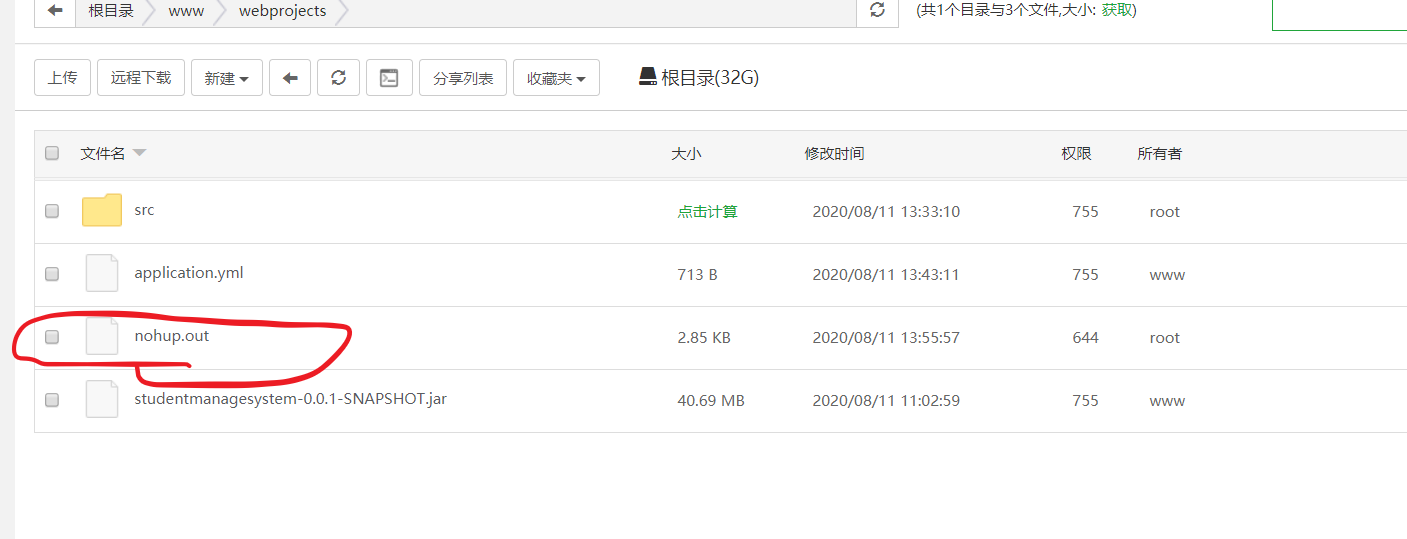 根目录 www webprojects (共1个目录与3个文件,大小: 获取)
上传 远程下载 新建 分享列表 收藏夹 根目录(32G)
文件名 大小 修改时间 权限 所有者
src 点击计算 2020/08/11 13:33:10 755 root
application.yml 713 B 2020/08/11 13:43:11 755 www
nohup.out 2.85 KB 2020/08/11 13:55:57 644 root
studentmanagesystem-0.0.1-SNAPSHOT.jar 40.69 MB 2020/08/11 11:02:59 755 www